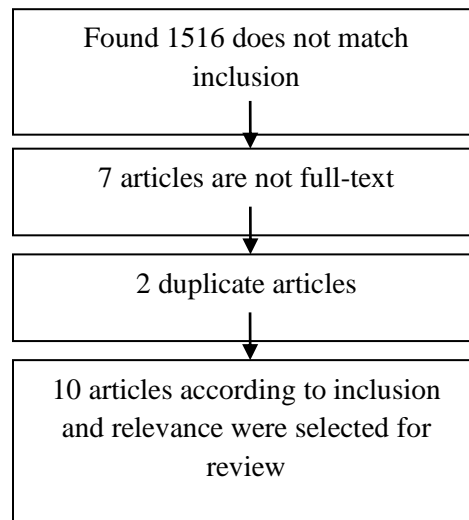 Found 1516 does not match
inclusion
7 articles are not full-text
2 duplicate articles
10 articles according to inclusion
and relevance were selected for
review